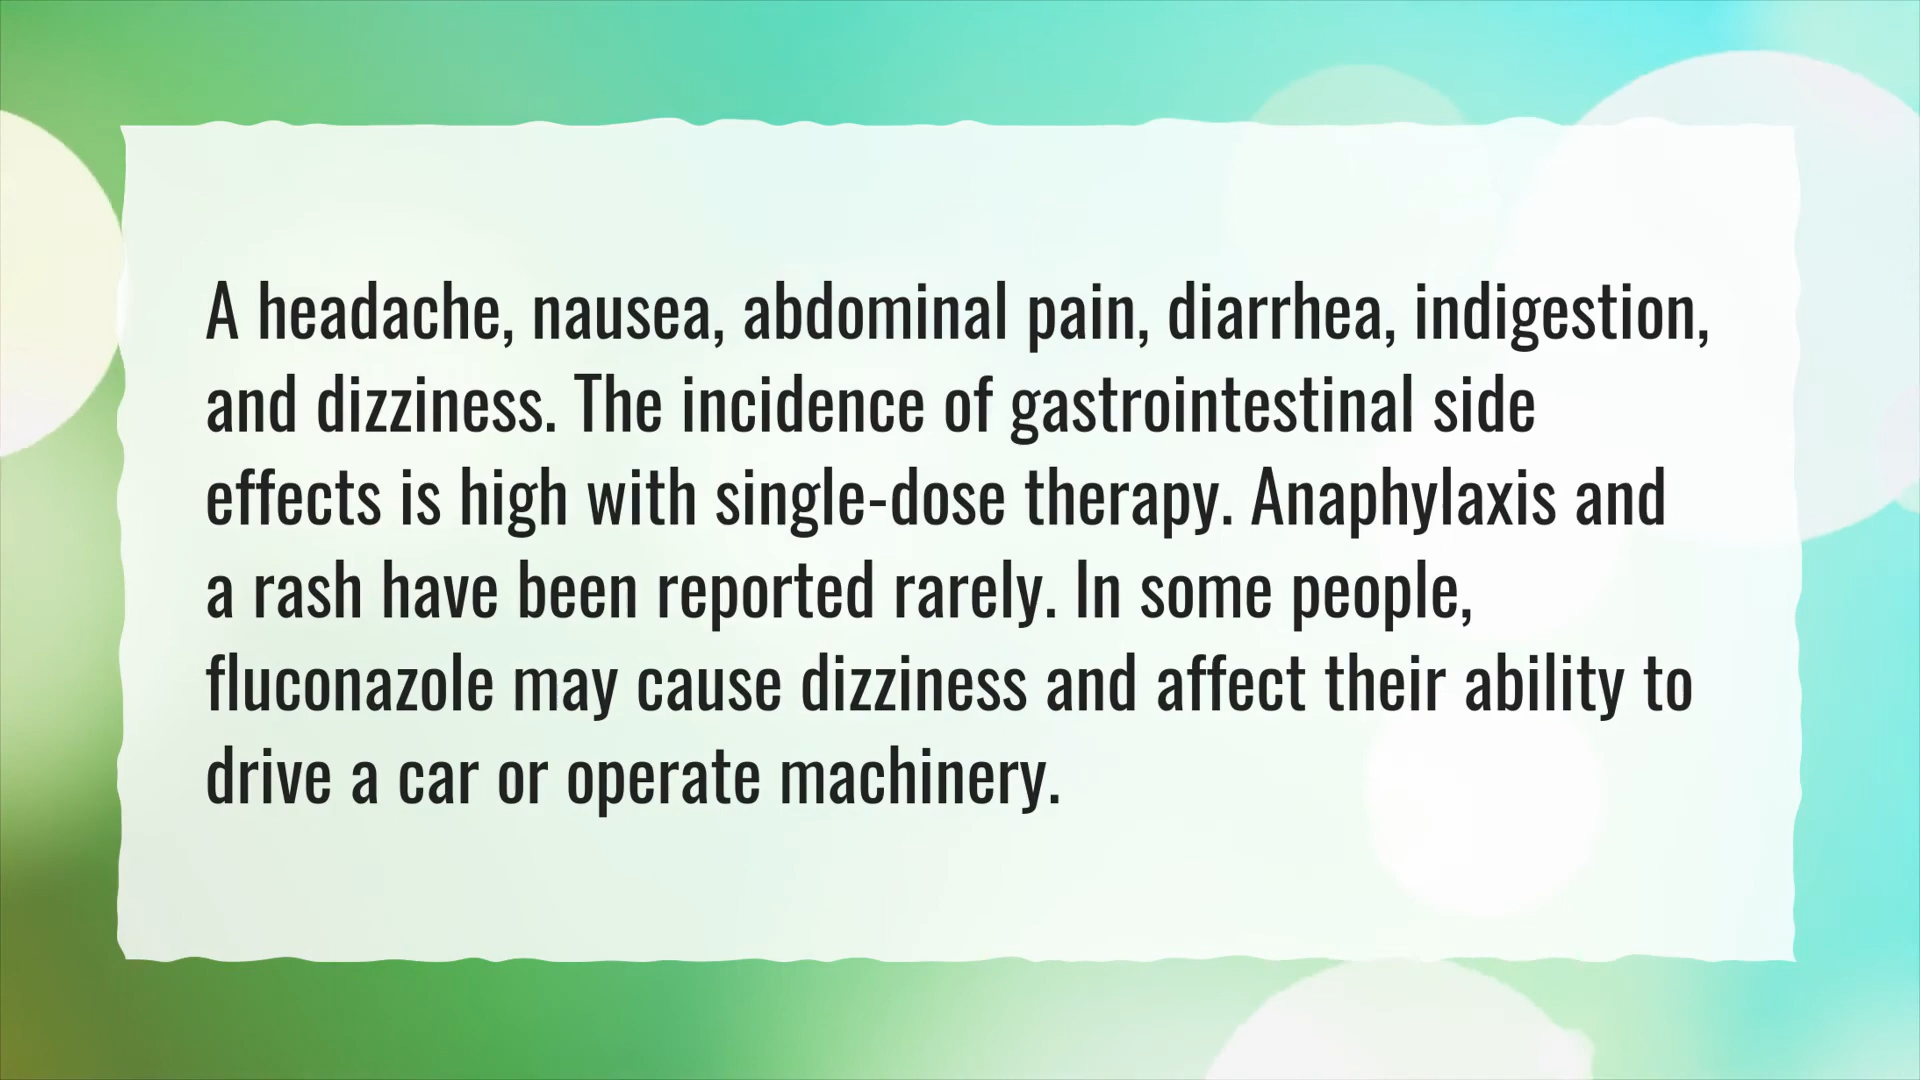 A headache, nausea, abdominal pain, diarrhea, indigestion,
and dizziness. The incidence of gastrointestinal side
effects is high with single-dose therapy. Anaphylaxis and
a rash have been reported rarely. In some people,
fluconazole may cause dizziness and affect their ability to
drive a car or operate machinery.